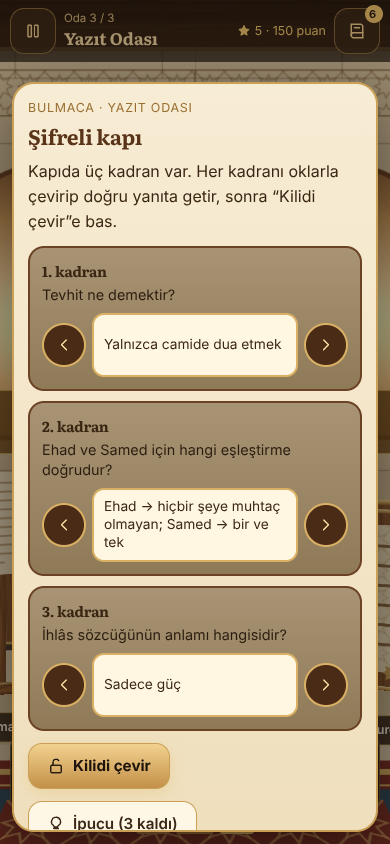 Oda 3 / 3
Yazıt Odası
5 · 150 puan
6
BULMACA · YAZIT ODASI
Şifreli kapı
Kapıda üç kadran var. Her kadranı oklarla
çevirip doğru yanıta getir, sonra “Kilidi
çevir”e bas.
1. kadran
Tevhit ne demektir?
Yalnızca camide dua etmek
2. kadran
Ehad ve Samed için hangi eşleştirme
doğrudur?
Ehad → hiçbir şeye muhtaç
olmayan; Samed → bir ve
tek
3. kadran
İhlâs sözcüğünün anlamı hangisidir?
Sadece güç
Kilidi çevir
İpucu (3 kaldı)